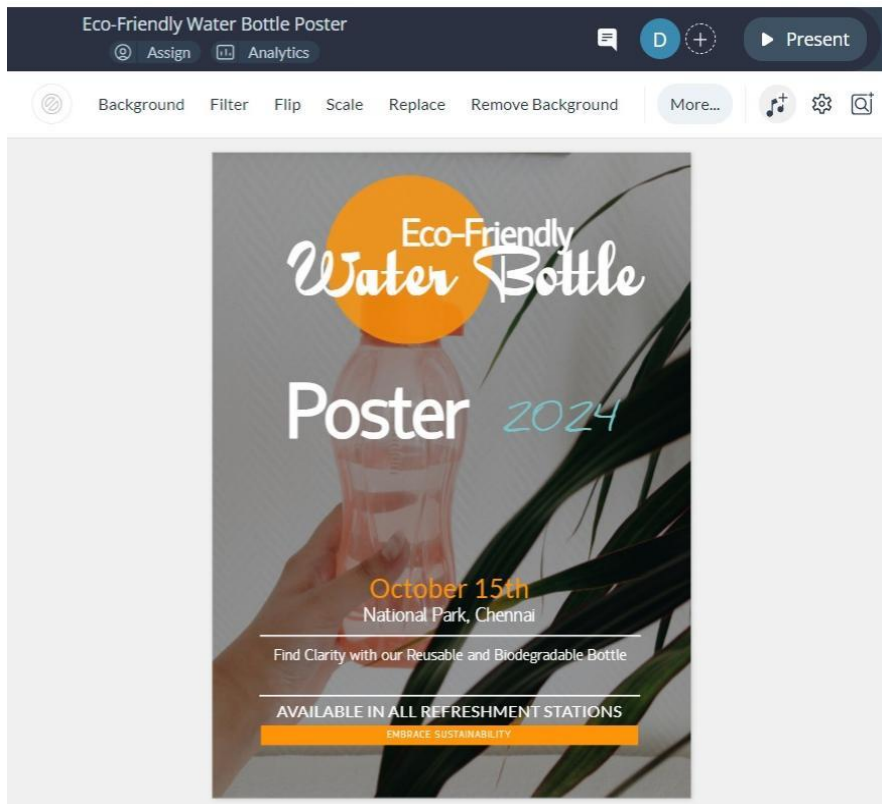 Eco-Friendly Water Bottle Poster
Assign Analytics
D + Present
Background Filter Flip Scale Replace Remove Background More...
Eco-Friendly
Water Bottle
Poster 2024
October 15th
National Park, Chennai
Find Clarity with our Reusable and Biodegradable Bottle
AVAILABLE IN ALL REFRESHMENT STATIONS
EMBRACE SUSTAINABILITY